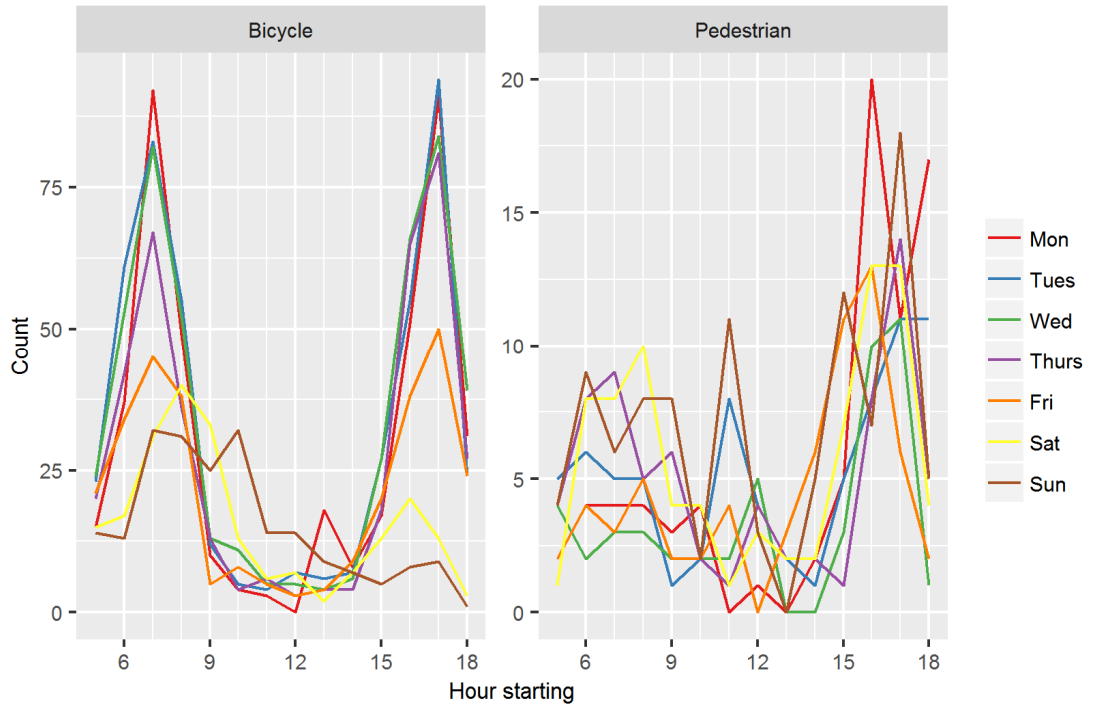 Bicycle
Pedestrian
Count
75
50
25
0
20
15
10
5
0
6 9 12 15 18
6 9 12 15 18
Hour starting
Mon
Tues
Wed
Thurs
Fri
Sat
Sun